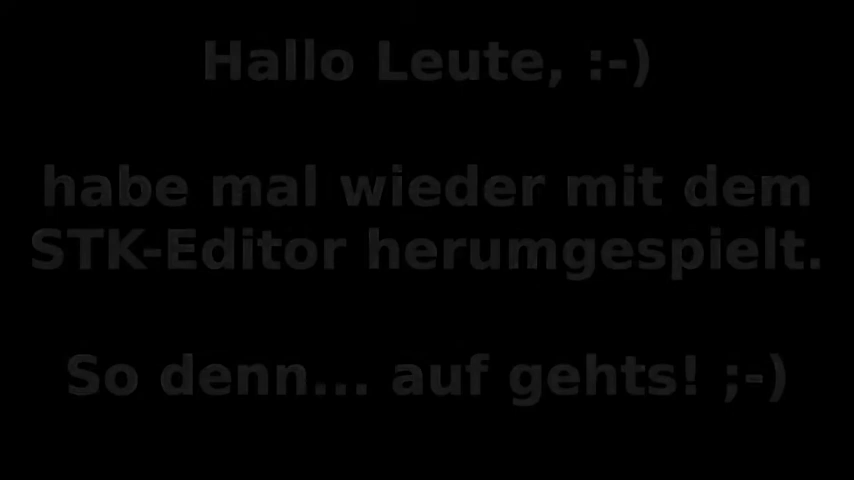 Hallo Leute, :-)
habe mal wieder mit dem
STK-Editor herumgespielt.
So denn... auf gehts! ;-)